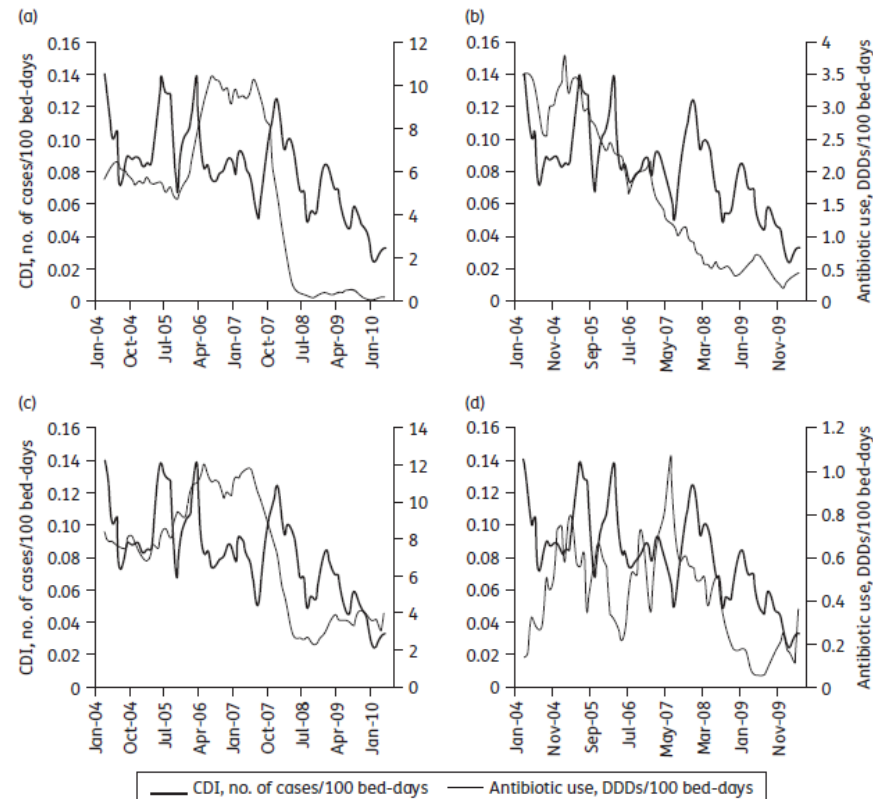 (a)
(b)
CDI, no. of cases/100 bed-days
0.16
0.14
0.12
0.10
0.08
0.06
0.04
0.02
0
12
10
8
6
4
2
0
Jan-04
Oct-04
Jul-05
Apr-06
Jan-07
Oct-07
Jul-08
Apr-09
Jan-10
0.16
0.14
0.12
0.10
0.08
0.06
0.04
0.02
0
4
3.5
3.0
2.5
2.0
1.5
1.0
0.5
0
Antibiotic use, DDDs/100 bed-days
Jan-04
Nov-04
Sep-05
Jul-06
May-07
Mar-08
Jan-09
Nov-09
(c)
(d)
CDI, no. of cases/100 bed-days
0.16
0.14
0.12
0.10
0.08
0.06
0.04
0.02
0
14
12
10
8
6
4
2
0
Jan-04
Oct-04
Jul-05
Apr-06
Jan-07
Oct-07
Jul-08
Apr-09
Jan-10
0.16
0.14
0.12
0.10
0.08
0.06
0.04
0.02
0
1.2
1.0
0.8
0.6
0.4
0.2
0
Antibiotic use, DDDs/100 bed-days
Jan-04
Nov-04
Sep-05
Jul-06
May-07
Mar-08
Jan-09
Nov-09
CDI, no. of cases/100 bed-days
Antibiotic use, DDDs/100 bed-days